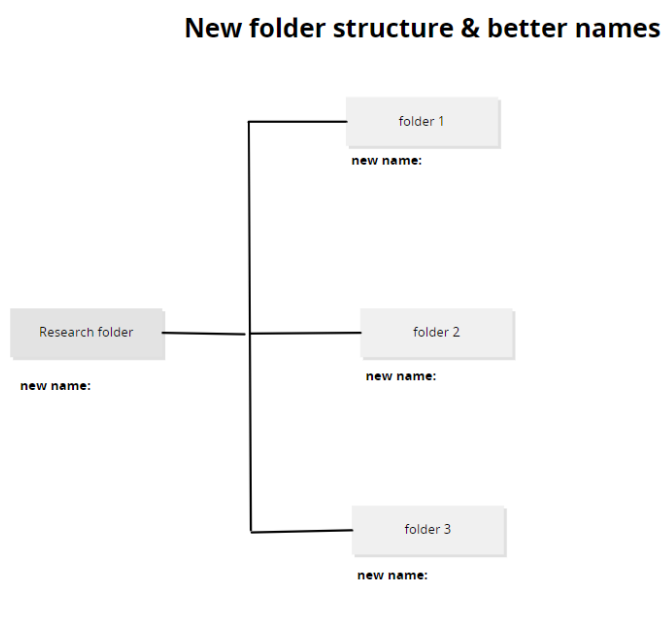 New folder structure & better names
folder 1
new name:
Research folder
new name:
folder 2
new name:
folder 3
new name: